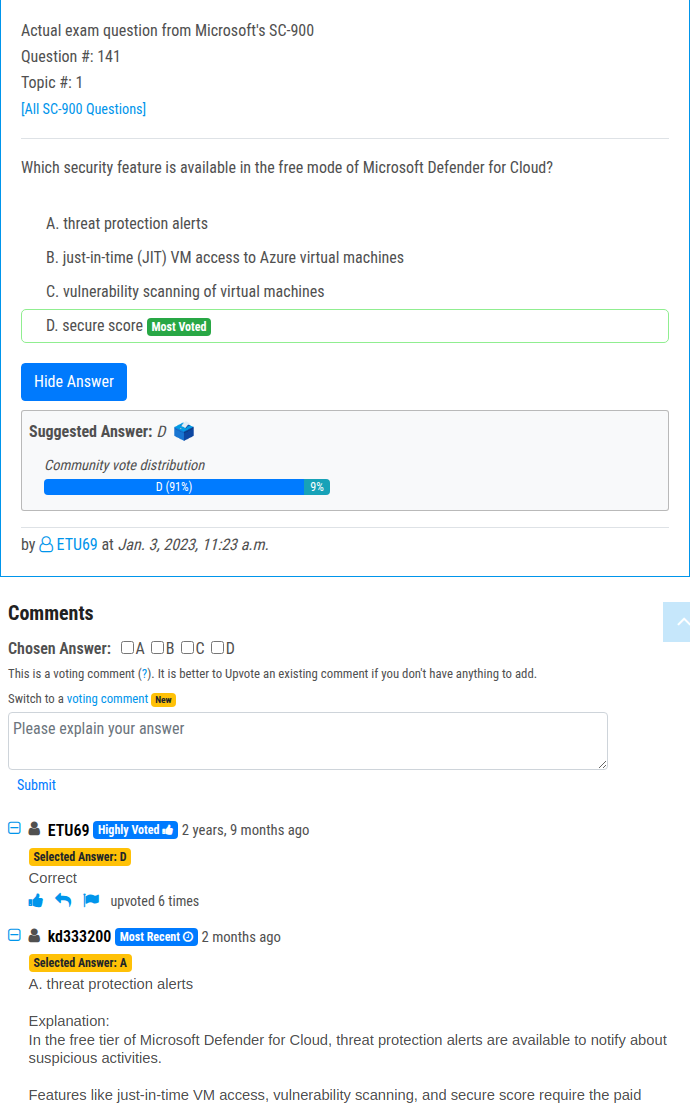 Actual exam question from Microsoft's SC-900
Question #: 141
Topic #: 1
[All SC-900 Questions]
Which security feature is available in the free mode of Microsoft Defender for Cloud?
A. threat protection alerts
B. just-in-time (JIT) VM access to Azure virtual machines
C. vulnerability scanning of virtual machines
D. secure score Most Voted
Hide Answer
Suggested Answer: D
Community vote distribution
D (91%) 9%
by ETU69 at Jan. 3, 2023, 11:23 a.m.
Comments
Chosen Answer: A B C D
This is a voting comment (?). It is better to Upvote an existing comment if you don't have anything to add.
Switch to a voting comment New
Please explain your answer
Submit
ETU69 Highly Voted 2 years, 9 months ago
Selected Answer: D
Correct
upvoted 6 times
kd333200 Most Recent 2 months ago
Selected Answer: A
A. threat protection alerts
Explanation:
In the free tier of Microsoft Defender for Cloud, threat protection alerts are available to notify about
suspicious activities.
Features like just-in-time VM access, vulnerability scanning, and secure score require the paid